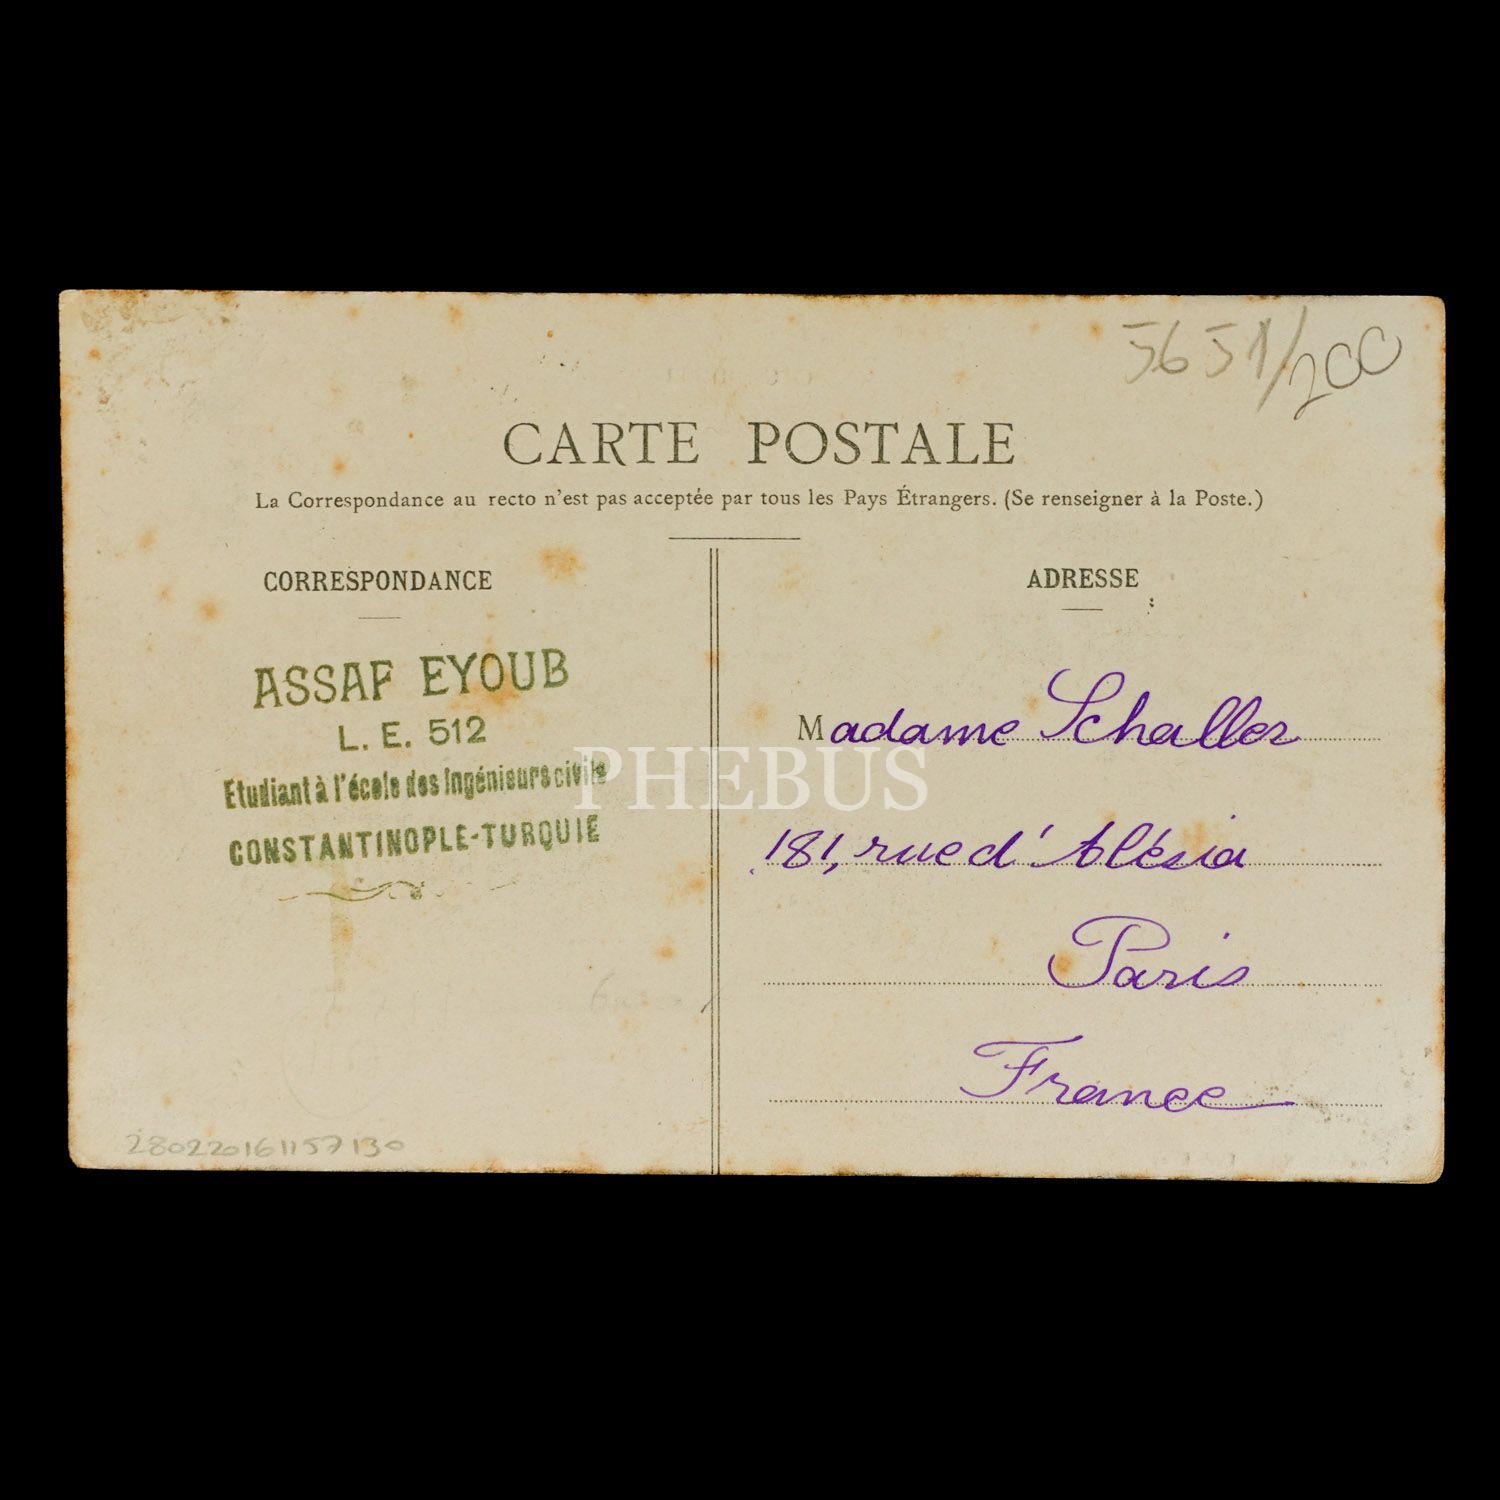 5651/200
CARTE POSTALE
La Correspondance au recto n'est pas acceptée par tous les Pays Étrangers. (Se renseigner à la Poste.)
CORRESPONDANCE
ASSAF EYOUB
L. E. 512
Etudiant à l'école des Ingénieurs civils
CONSTANTINOPLE-TURQUIE
ADRESSE
Madame Schaller
181, rue d'Alésia
Paris
France
280220161157130
PHEBUS